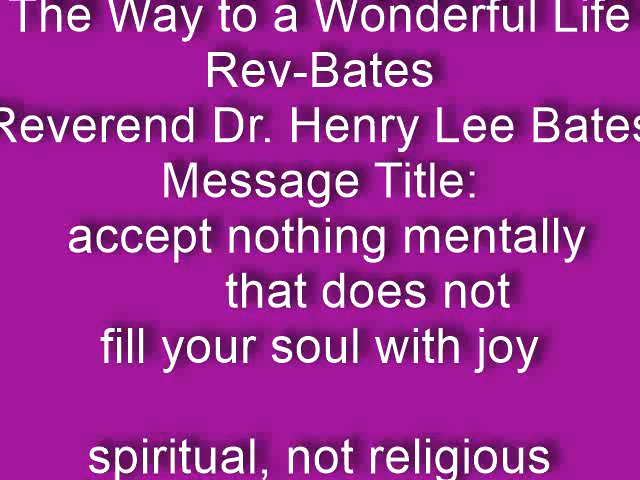 The Way to a Wonderful Life
Rev-Bates
Reverend Dr. Henry Lee Bates
Message Title:
accept nothing mentally
that does not
fill your soul with joy
spiritual, not religious